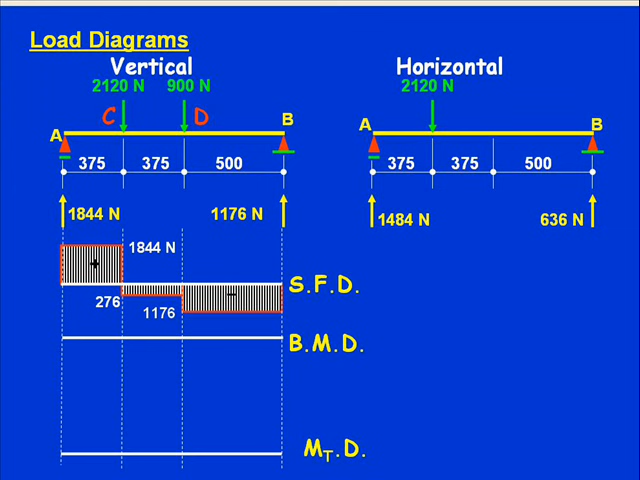 Load Diagrams
Vertical
Horizontal
2120 N 900 N
2120 N
C D
A B
A B
375 375 500
375 375 500
1844 N 1176 N
1484 N 636 N
1844 N
+
S.F.D.
276 1176 -
B.M.D.
MT.D.